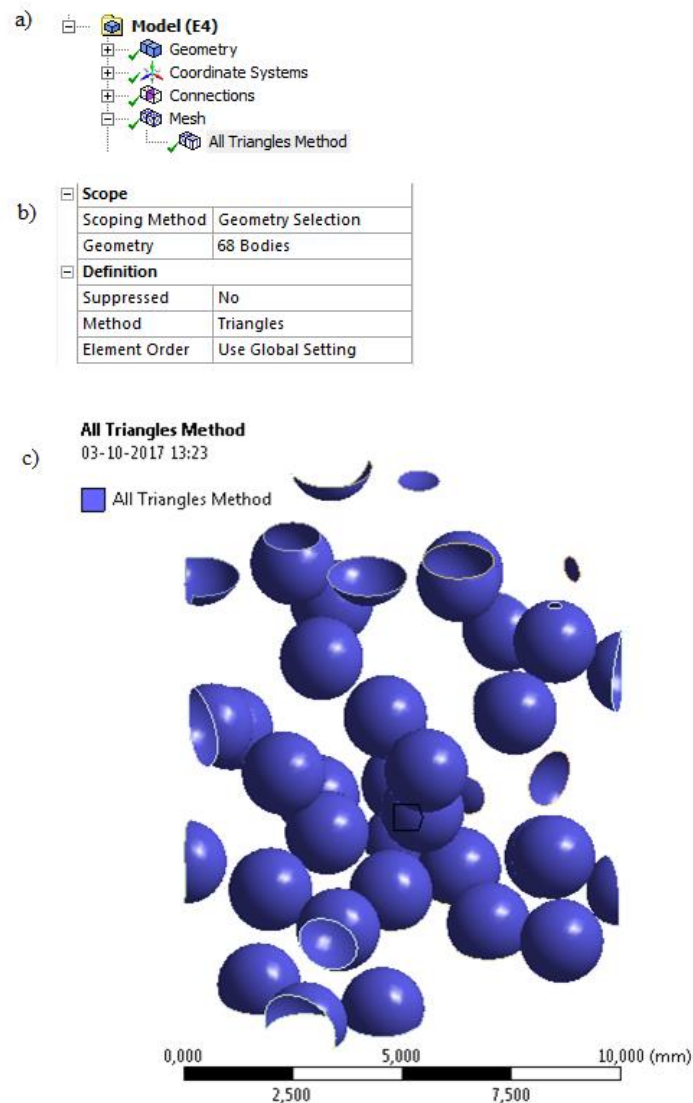 a)
Model (E4)
Geometry
Coordinate Systems
Connections
Mesh
All Triangles Method
b)
Scope
Scoping Method Geometry Selection
Geometry 68 Bodies
Definition
Suppressed No
Method Triangles
Element Order Use Global Setting
c)
All Triangles Method
03-10-2017 13:23
All Triangles Method
0,000 5,000 10,000 (mm)
2,500 7,500